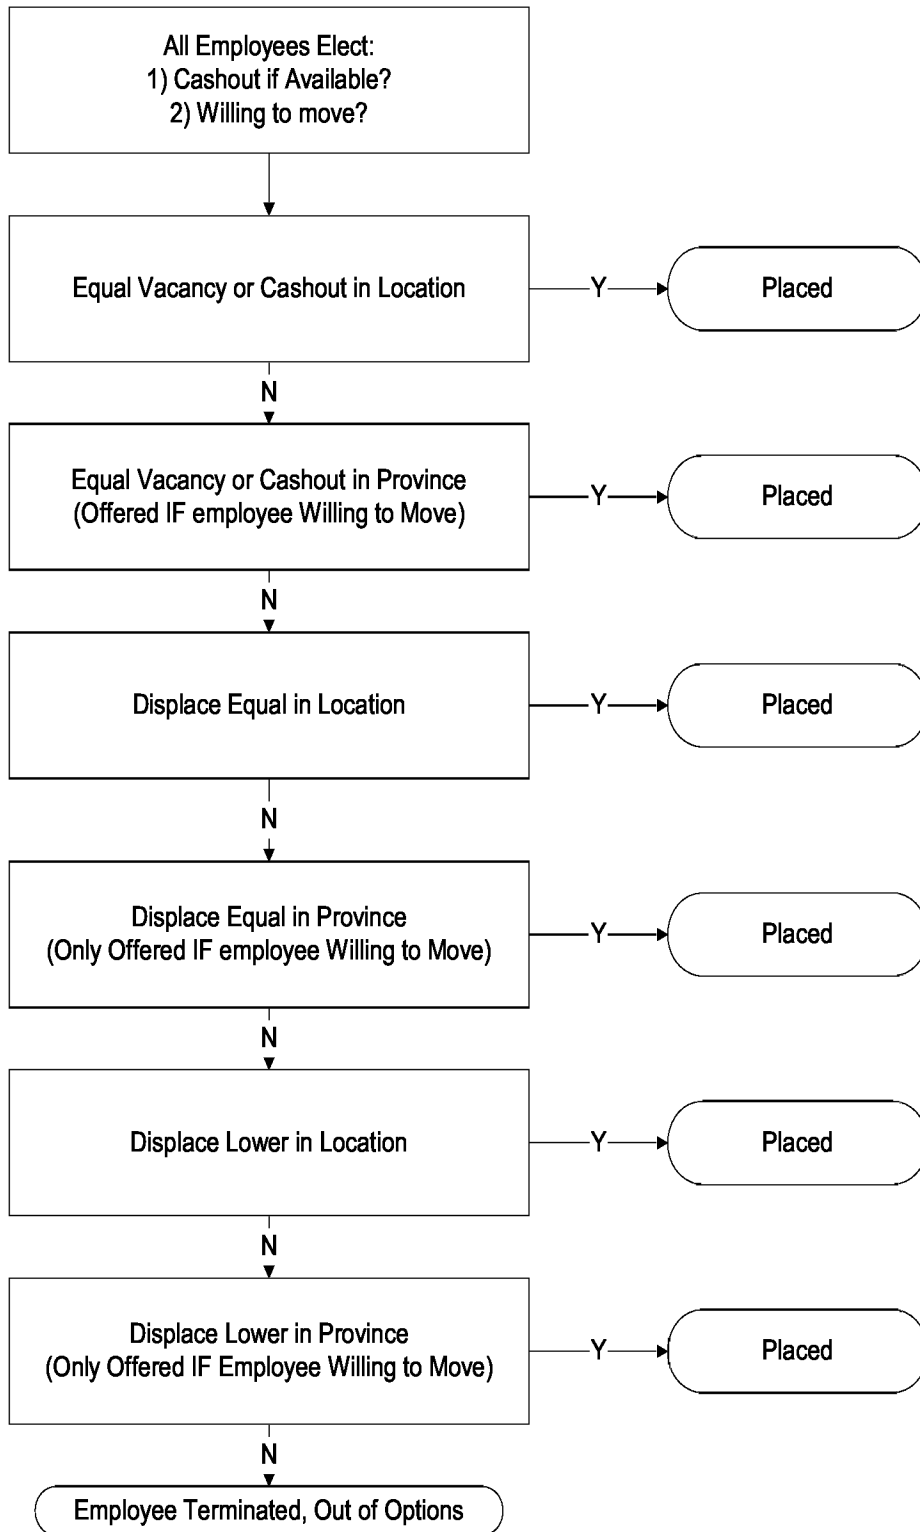 All Employees Elect:
1) Cashout if Available?
2) Willing to move?
Equal Vacancy or Cashout in Location
Y
Placed
N
Equal Vacancy or Cashout in Province
(Offered IF employee Willing to Move)
Y
Placed
N
Displace Equal in Location
Y
Placed
N
Displace Equal in Province
(Only Offered IF employee Willing to Move)
Y
Placed
N
Displace Lower in Location
Y
Placed
N
Displace Lower in Province
(Only Offered IF Employee Willing to Move)
Y
Placed
N
Employee Terminated, Out of Options